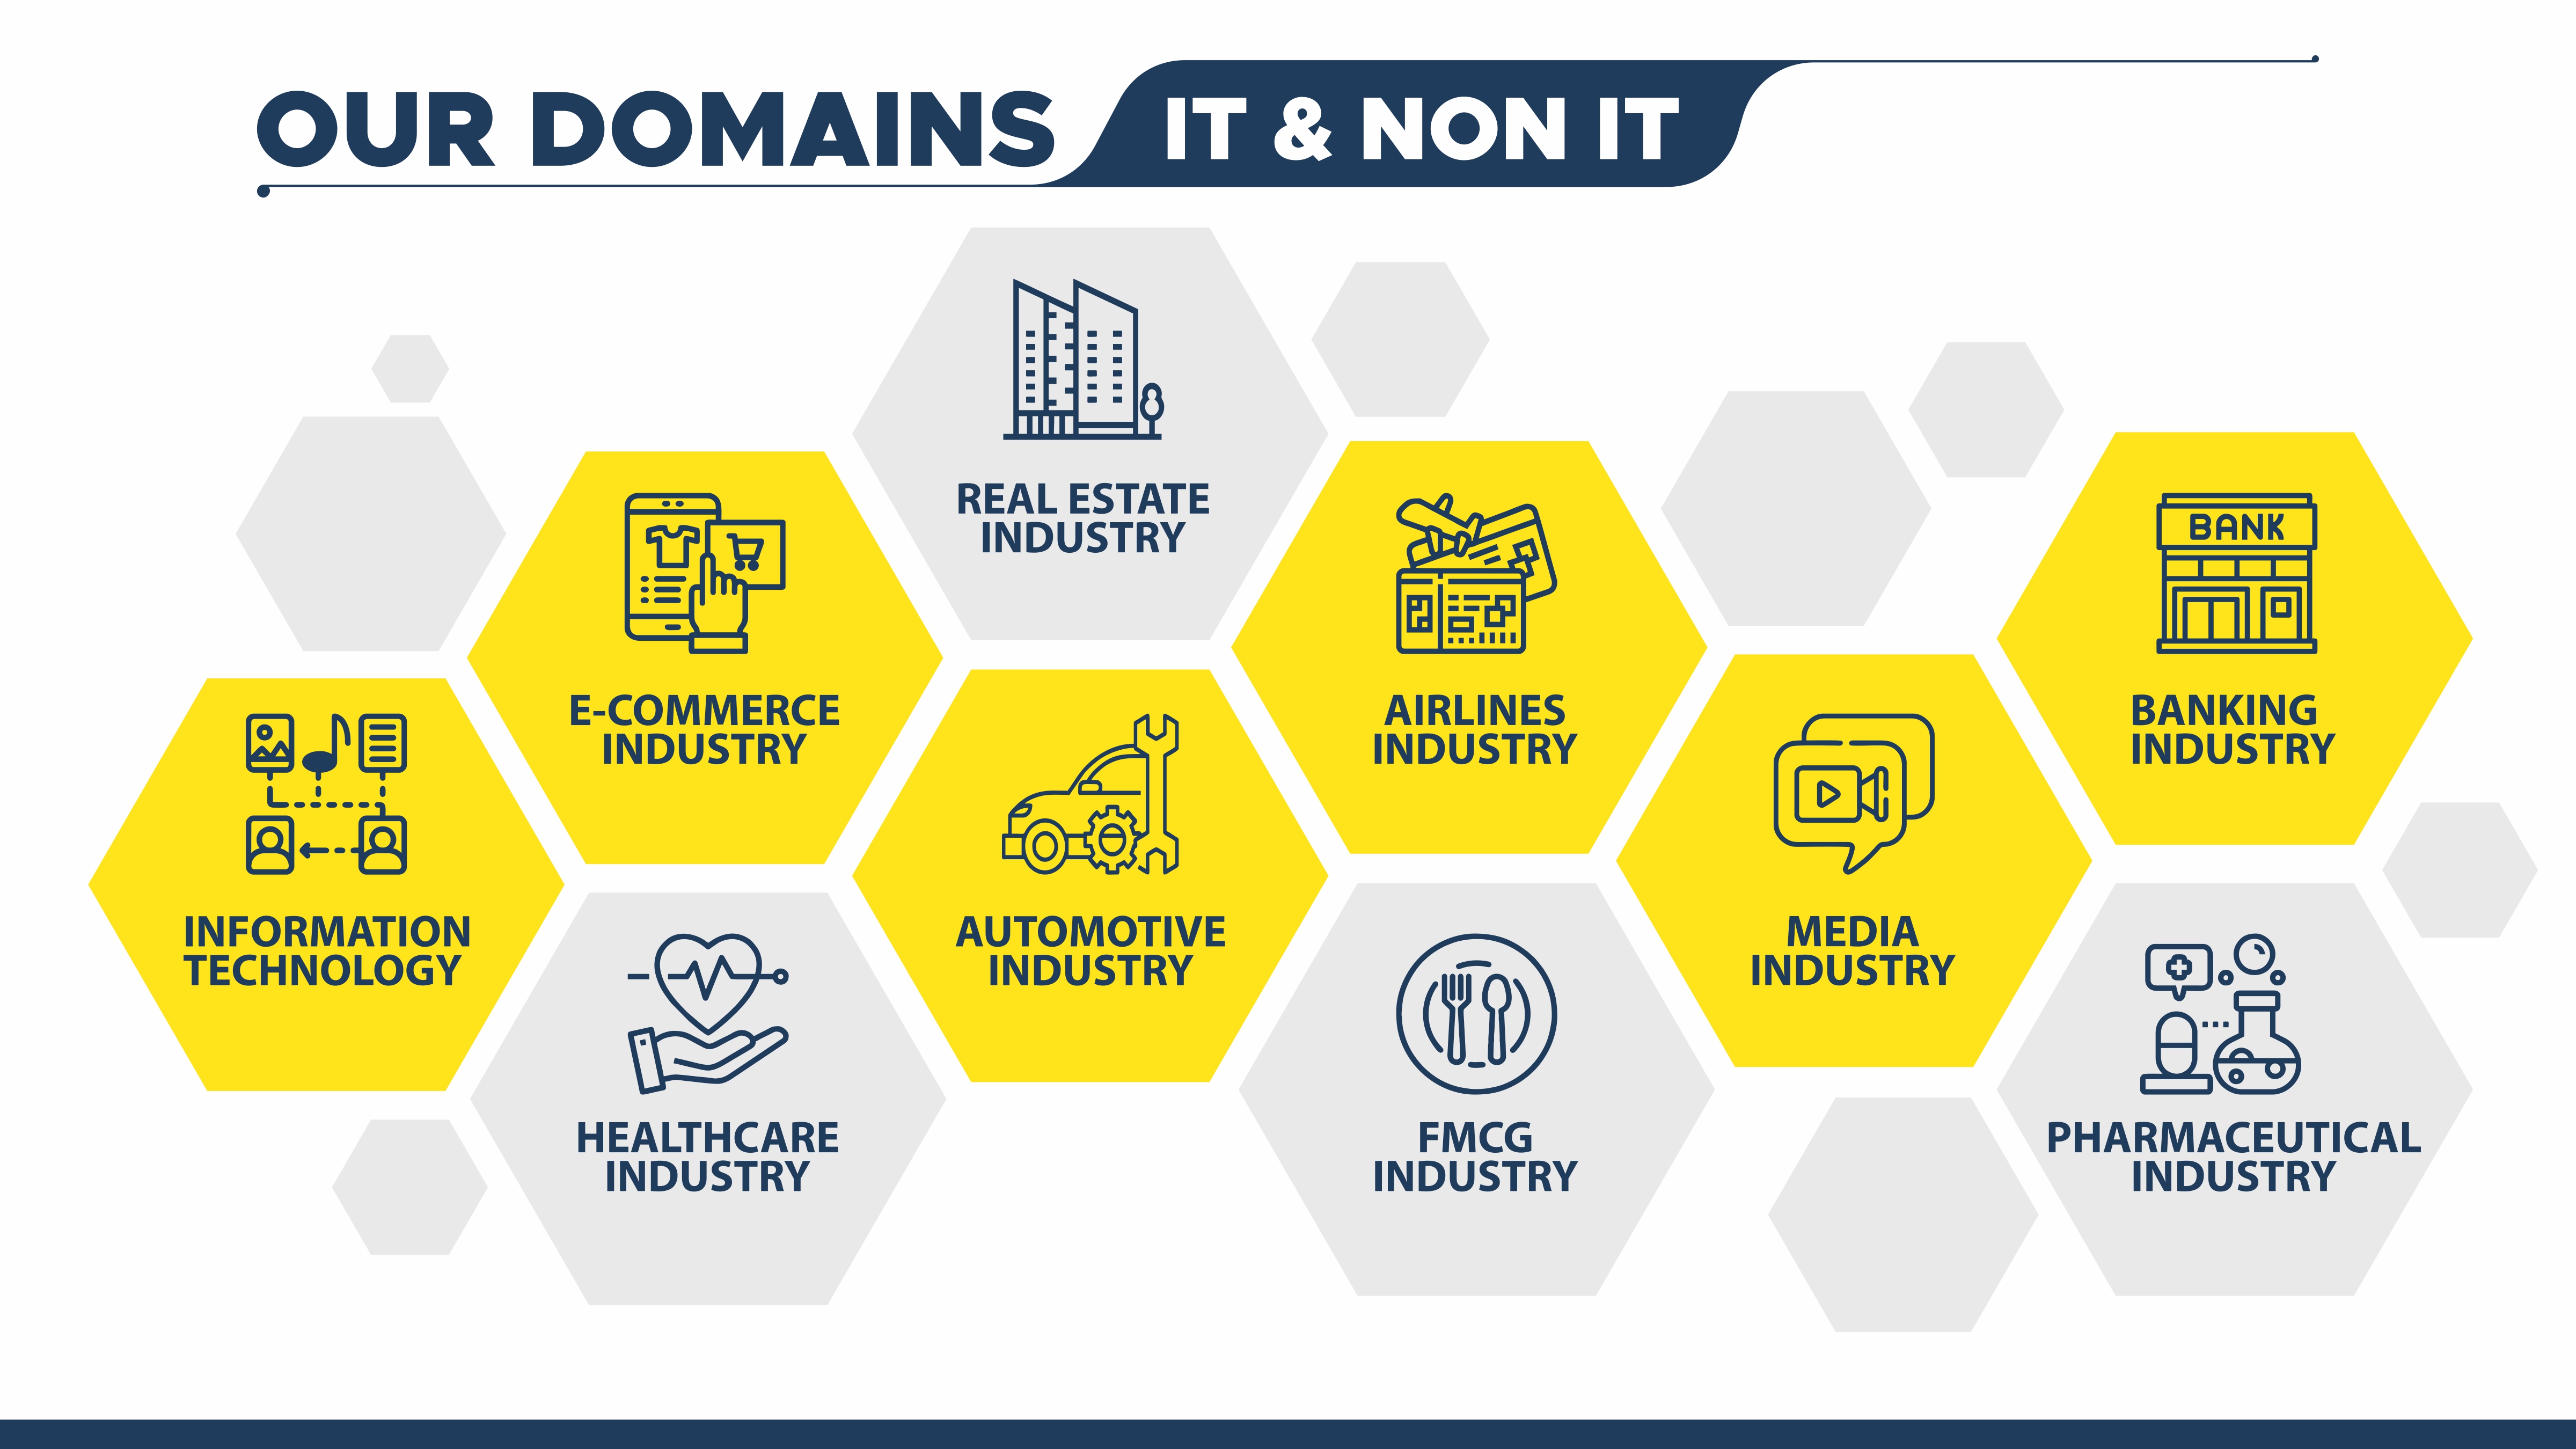 OUR DOMAINS IT & NON IT
REAL ESTATE
INDUSTRY
E-COMMERCE
INDUSTRY
AIRLINES
INDUSTRY
BANK
BANKING
INDUSTRY
INFORMATION
TECHNOLOGY
AUTOMOTIVE
INDUSTRY
MEDIA
INDUSTRY
HEALTHCARE
INDUSTRY
FMCG
INDUSTRY
PHARMACEUTICAL
INDUSTRY